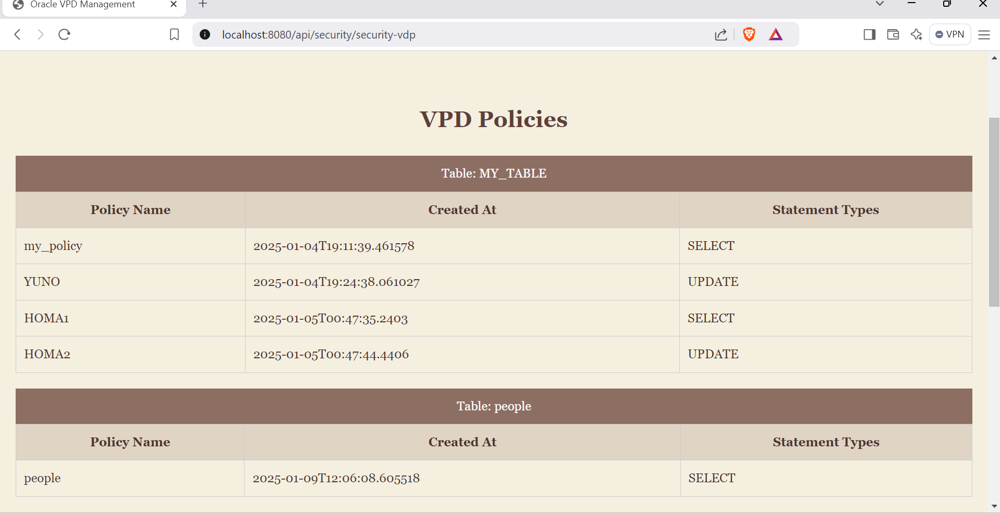 Oracle VPD Management
localhost:8080/api/security/security-vdp
VPN
VPD Policies
Table: MY_TABLE
Policy Name Created At Statement Types
my_policy 2025-01-04T19:11:39.461578 SELECT
YUNO 2025-01-04T19:24:38.061027 UPDATE
HOMA1 2025-01-05T00:47:35.2403 SELECT
HOMA2 2025-01-05T00:47:44.4406 UPDATE
Table: people
Policy Name Created At Statement Types
people 2025-01-09T12:06:08.605518 SELECT